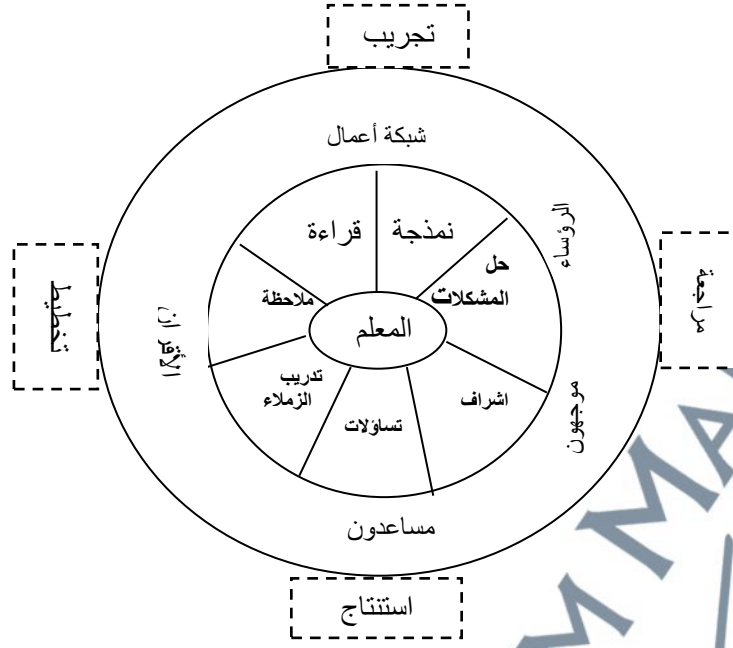 تجريب
شبكة أعمال
الرؤساء
نمذجة
قراءة
حل
المشكلات
مراجعة
ملاحظة
المعلم
الأقران
تخطيط
تدريب
الزملاء
تساؤلات
اشراف
موجهون
مساعدون
استنتاج